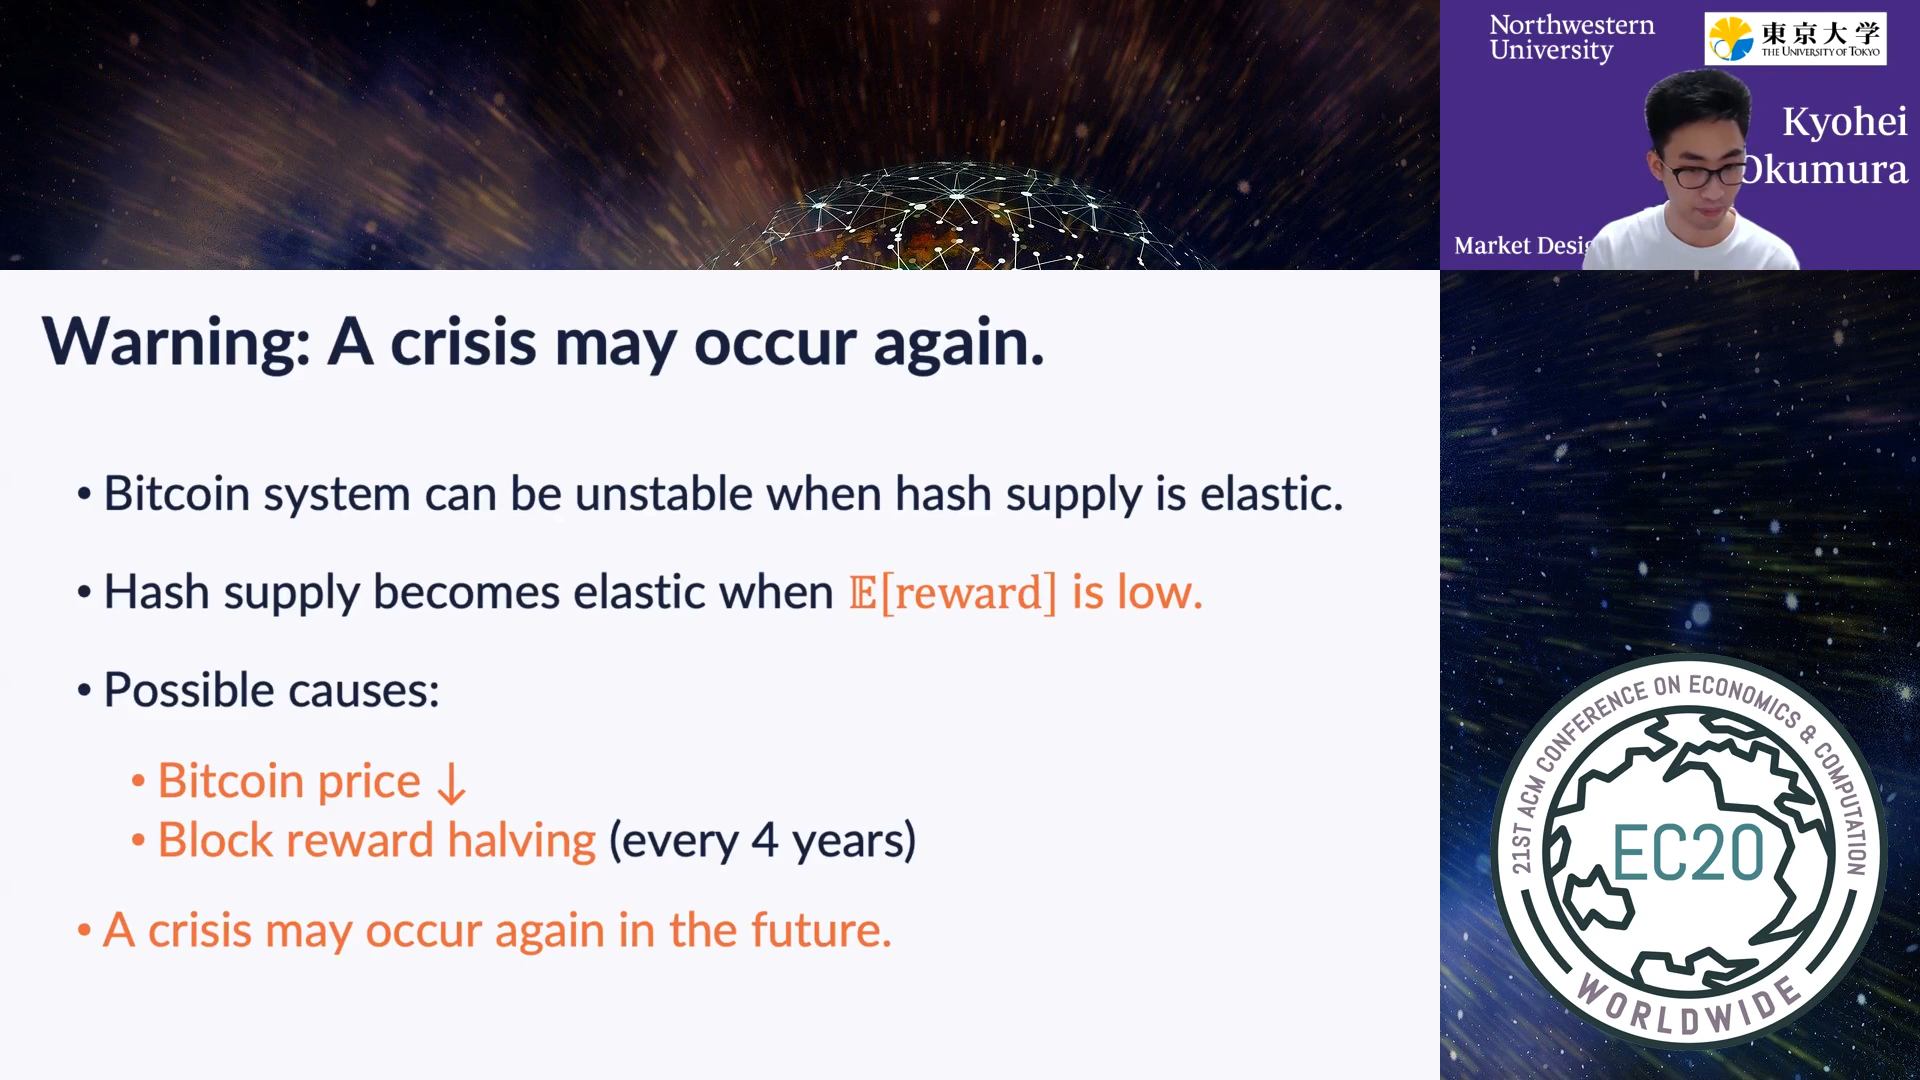 Northwestern
University
東京大学
THE UNIVERSITY OF TOKYO
Kyohei
Okumura
Market Desig
Warning: A crisis may occur again.
• Bitcoin system can be unstable when hash supply is elastic.
• Hash supply becomes elastic when 𝔼[reward] is low.
• Possible causes:
• Bitcoin price ↓
• Block reward halving (every 4 years)
• A crisis may occur again in the future.
21ST ACM CONFERENCE ON ECONOMICS & COMPUTATION
EC20
WORLDWIDE